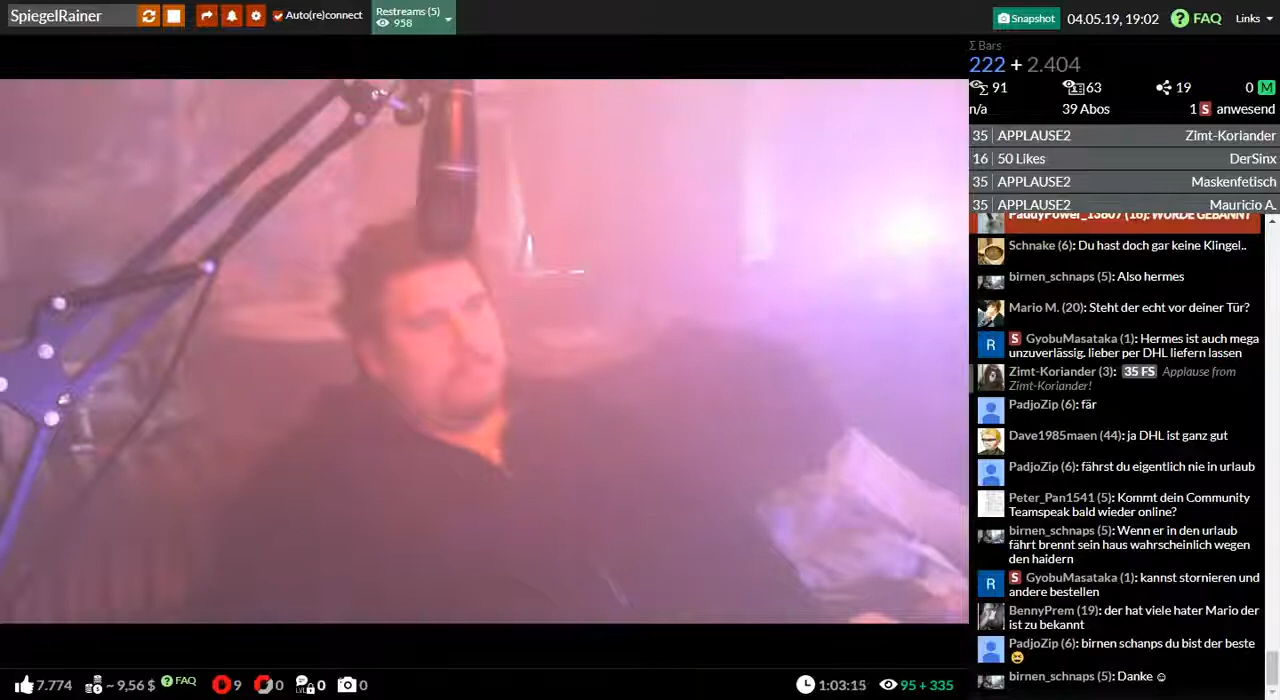 SpiegelRainer
Auto(re)connect
Restreams (5)
958
Snapshot
04.05.19, 19:02
FAQ
Links
Σ Bars
222 + 2.404
91
63
19
0 M
n/a
39 Abos
1 S anwesend
35 APPLAUSE2 Zimt-Koriander
16 50 Likes DerSinx
35 APPLAUSE2 Maskenfetisch
35 APPLAUSE2 Mauricio A.
PaddyPower_13807 (16): WURDE GEBANNT
Schnake (6): Du hast doch gar keine Klingel..
birnen_schnaps (5): Also hermes
Mario M. (20): Steht der echt vor deiner Tür?
R S GyobuMasataka (1): Hermes ist auch mega
unzuverlässig. lieber per DHL liefern lassen
Zimt-Koriander (3): 35 FS Applause from
Zimt-Koriander!
PadjoZip (6): fär
Dave1985maen (44): ja DHL ist ganz gut
PadjoZip (6): fährst du eigentlich nie in urlaub
Peter_Pan1541 (5): Kommt dein Community
Teamspeak bald wieder online?
birnen_schnaps (5): Wenn er in den urlaub
fährt brennt sein haus wahrscheinlich wegen
den haidern
R S GyobuMasataka (1): kannst stornieren und
andere bestellen
BennyPrem (19): der hat viele hater Mario der
ist zu bekannt
PadjoZip (6): birnen schanps du bist der beste
😆
birnen_schnaps (5): Danke ☺
7.774
~ 9,56 $
FAQ
9
0
LVL
0
0
1:03:15
95 + 335